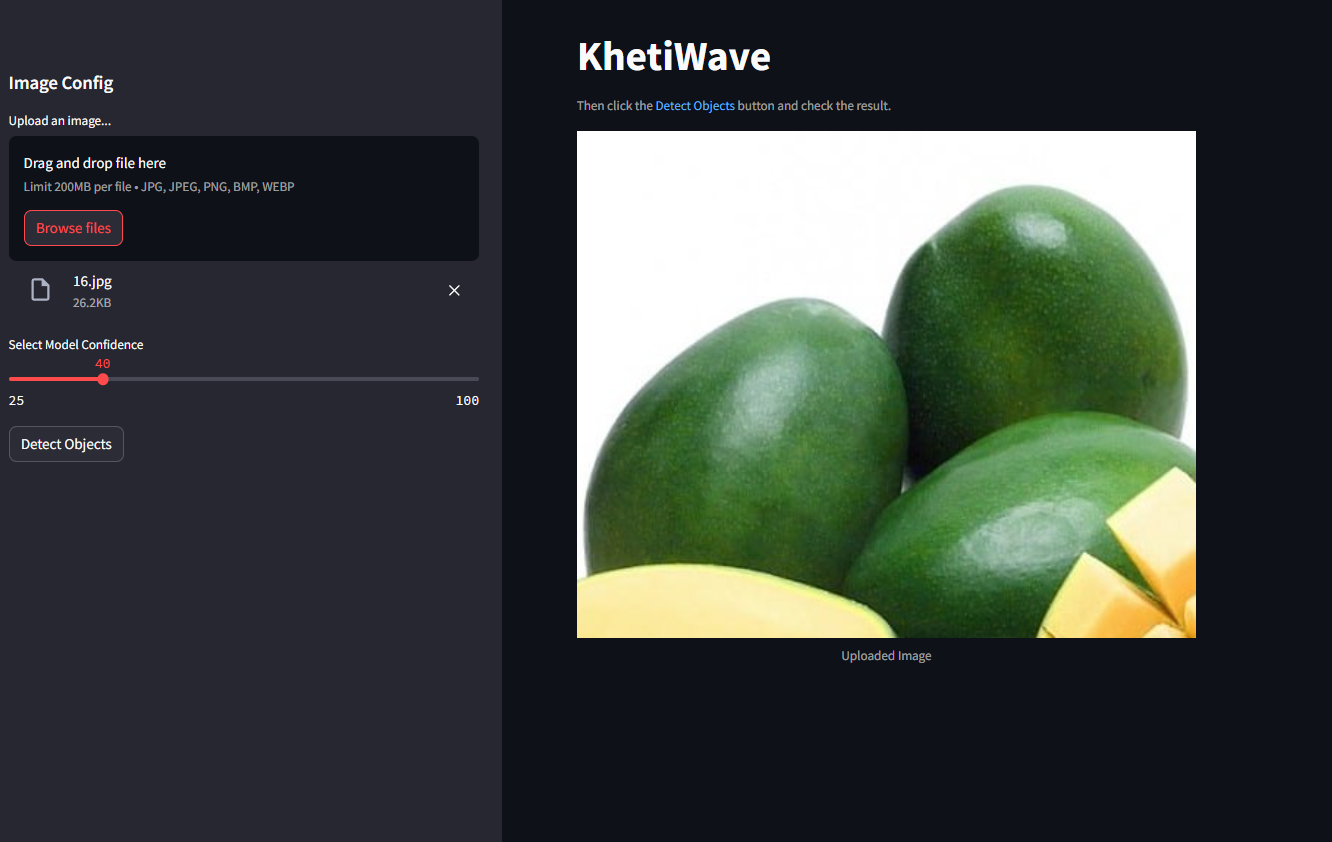 Image Config
Upload an image...
Drag and drop file here
Limit 200MB per file • JPG, JPEG, PNG, BMP, WEBP
Browse files
16.jpg
26.2KB
Select Model Confidence
40
25 100
Detect Objects
KhetiWave
Then click the Detect Objects button and check the result.
Uploaded Image